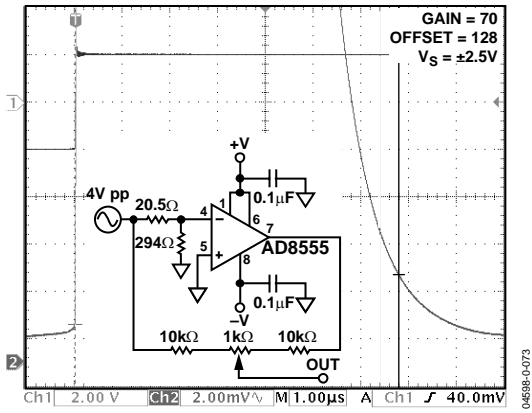 T
GAIN = 70
OFFSET = 128
VS = ±2.5V
1
+V
4V pp
20.5Ω
1
0.1µF
4
−
6
7
294Ω
5
+
AD8555
8
0.1µF
−V
10kΩ
1kΩ
10kΩ
OUT
2
Ch1 2.00 V Ch2 2.00mV∿ M 1.00µs A Ch1 ƒ 40.0mV
04598-0-073